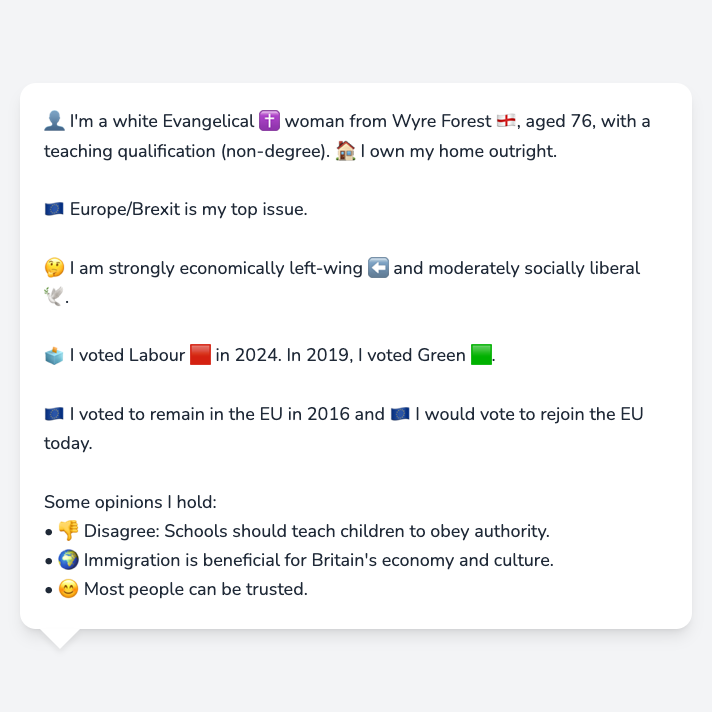 👤 I'm a white Evangelical ✝️ woman from Wyre Forest 🏴󠁧󠁢󠁥󠁮󠁧󠁿, aged 76, with a
teaching qualification (non-degree). 🏠 I own my home outright.
🇪🇺 Europe/Brexit is my top issue.
🤔 I am strongly economically left-wing ⬅️ and moderately socially liberal
🕊️.
🗳️ I voted Labour 🟥 in 2024. In 2019, I voted Green 🟩.
🇪🇺 I voted to remain in the EU in 2016 and 🇪🇺 I would vote to rejoin the EU
today.
Some opinions I hold:
• 👎 Disagree: Schools should teach children to obey authority.
• 🌍 Immigration is beneficial for Britain's economy and culture.
• 😊 Most people can be trusted.